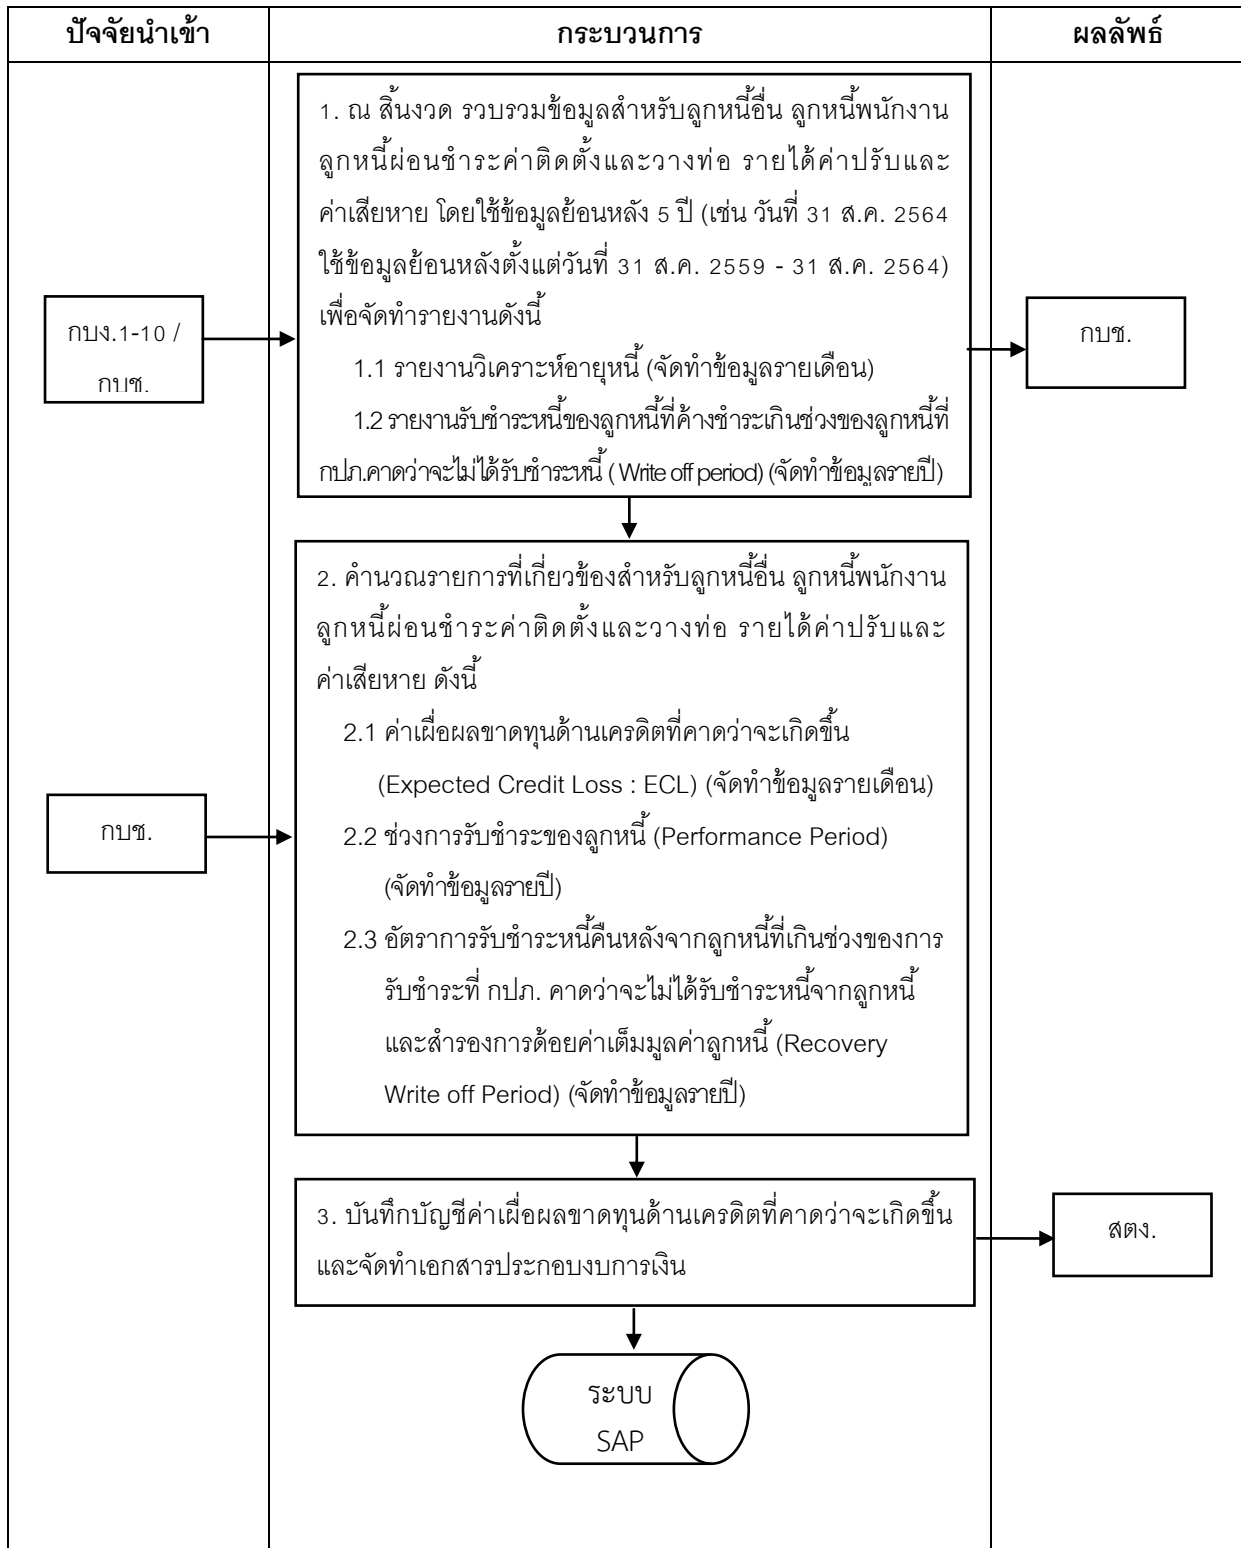 ปัจจัยนำเข้า
กระบวนการ
ผลลัพธ์
1. ณ สิ้นงวด รวบรวมข้อมูลสำหรับลูกหนี้อื่น ลูกหนี้พนักงาน
ลูกหนี้ผ่อนชำระค่าติดตั้งและวางท่อ รายได้ค่าปรับและ
ค่าเสียหาย โดยใช้ข้อมูลย้อนหลัง 5 ปี (เช่น วันที่ 31 ส.ค. 2564
ใช้ข้อมูลย้อนหลังตั้งแต่วันที่ 31 ส.ค. 2559 - 31 ส.ค. 2564)
เพื่อจัดทำรายงานดังนี้
1.1 รายงานวิเคราะห์อายุหนี้ (จัดทำข้อมูลรายเดือน)
1.2 รายงานรับชำระหนี้ของลูกหนี้ที่ค้างชำระเกินช่วงของลูกหนี้ที่
กปภ.คาดว่าจะไม่ได้รับชำระหนี้ ( Write off period) (จัดทำข้อมูลรายปี)
กบง.1-10 /
กบช.
กบช.
2. คำนวณรายการที่เกี่ยวข้องสำหรับลูกหนี้อื่น ลูกหนี้พนักงาน
ลูกหนี้ผ่อนชำระค่าติดตั้งและวางท่อ รายได้ค่าปรับและ
ค่าเสียหาย ดังนี้
2.1 ค่าเผื่อผลขาดทุนด้านเครดิตที่คาดว่าจะเกิดขึ้น
(Expected Credit Loss : ECL) (จัดทำข้อมูลรายเดือน)
2.2 ช่วงการรับชำระของลูกหนี้ (Performance Period)
(จัดทำข้อมูลรายปี)
2.3 อัตราการรับชำระหนี้คืนหลังจากลูกหนี้ที่เกินช่วงของการ
รับชำระที่ กปภ. คาดว่าจะไม่ได้รับชำระหนี้จากลูกหนี้
และสำรองการด้อยค่าเต็มมูลค่าลูกหนี้ (Recovery
Write off Period) (จัดทำข้อมูลรายปี)
กบช.
3. บันทึกบัญชีค่าเผื่อผลขาดทุนด้านเครดิตที่คาดว่าจะเกิดขึ้น
และจัดทำเอกสารประกอบงบการเงิน
สตง.
ระบบ
SAP